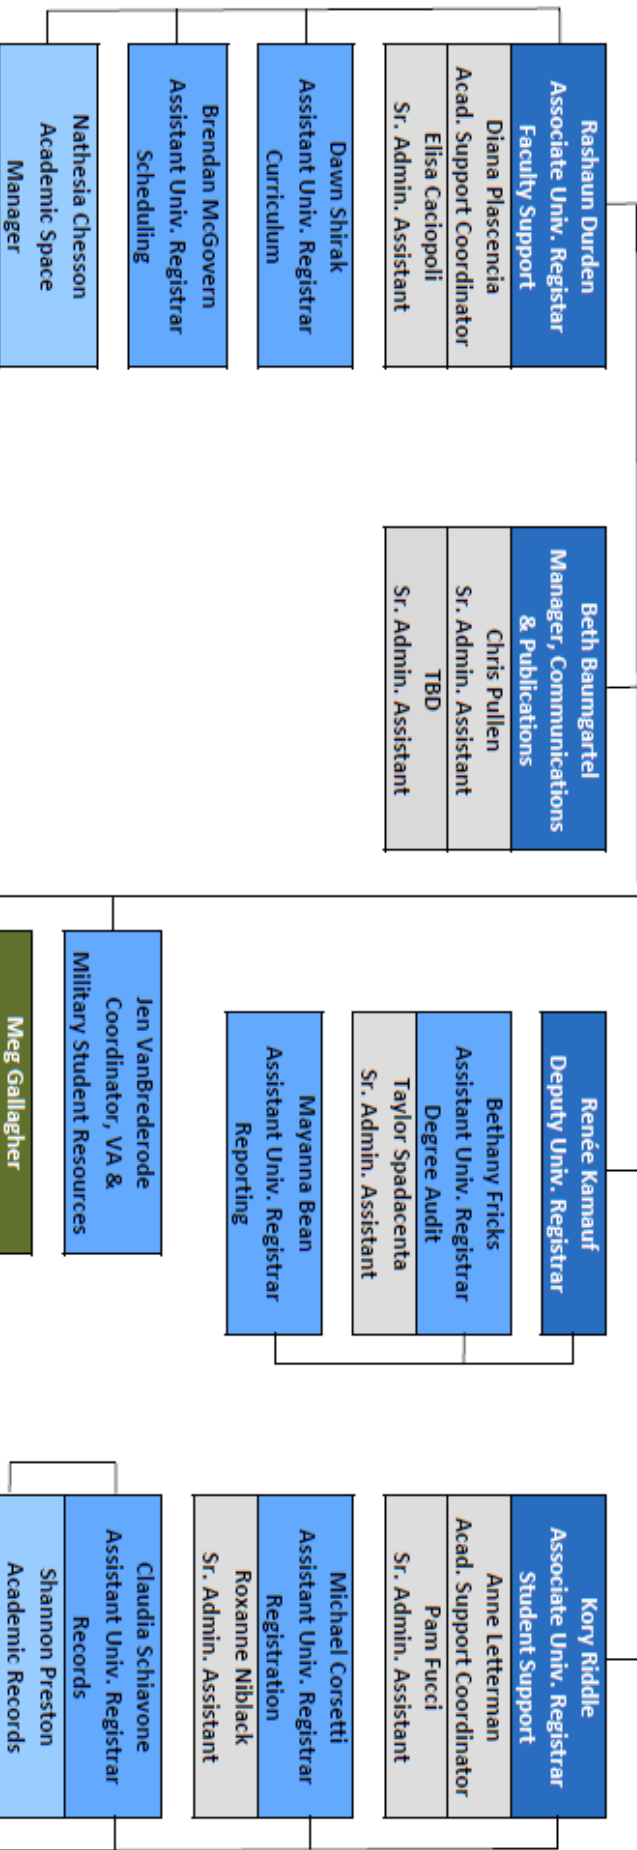 Rashaun Durden
Associate Univ. Registar
Faculty Support
Diana Plascencia
Acad. Support Coordinator
Elisa Caciopoli
Sr. Admin. Assistant
Dawn Shirak
Assistant Univ. Registrar
Curriculum
Brendan McGovern
Assistant Univ. Registrar
Scheduling
Nathesia Chesson
Academic Space
Manager
Beth Baumgartel
Manager, Communications
& Publications
Chris Pullen
Sr. Admin. Assistant
TBD
Sr. Admin. Assistant
Renée Kamauf
Deputy Univ. Registrar
Bethany Fricks
Assistant Univ. Registrar
Degree Audit
Taylor Spadacenta
Sr. Admin. Assistant
Mayanna Bean
Assistant Univ. Registrar
Reporting
Jen VanBrederode
Coordinator, VA &
Military Student Resources
Meg Gallagher
Kory Riddle
Associate Univ. Registrar
Student Support
Anne Letterman
Acad. Support Coordinator
Pam Fucci
Sr. Admin. Assistant
Michael Corsetti
Assistant Univ. Registrar
Registration
Roxanne Niblack
Sr. Admin. Assistant
Claudia Schiavone
Assistant Univ. Registrar
Records
Shannon Preston
Academic Records